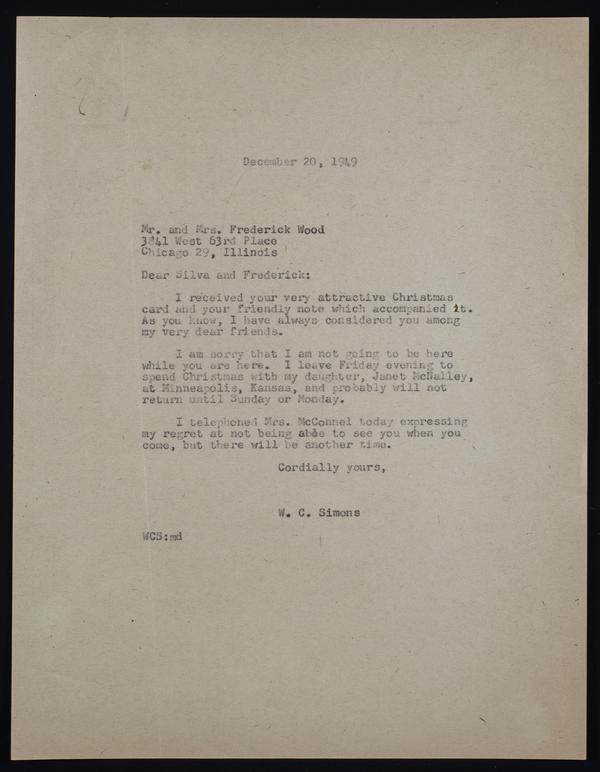 December 20, 1949
Mr. and Mrs. Frederick Wood
3841 West 63rd Place
Chicago 29, Illinois
Dear Silva and Frederick:
I received your very attractive Christmas
card and your friendly note which accompanied it.
As you know, I have always considered you among
my very dear friends.
I am sorry that I am not going to be here
while you are here. I leave Friday evening to
spend Christmas with my daughter, Janet McNalley,
at Minneapolis, Kansas, and probably will not
return until Sunday or Monday.
I telephoned Mrs. McConnel today expressing
my regret at not being able to see you when you
come, but there will be another time.
Cordially yours,
W. C. Simons
WCS:md